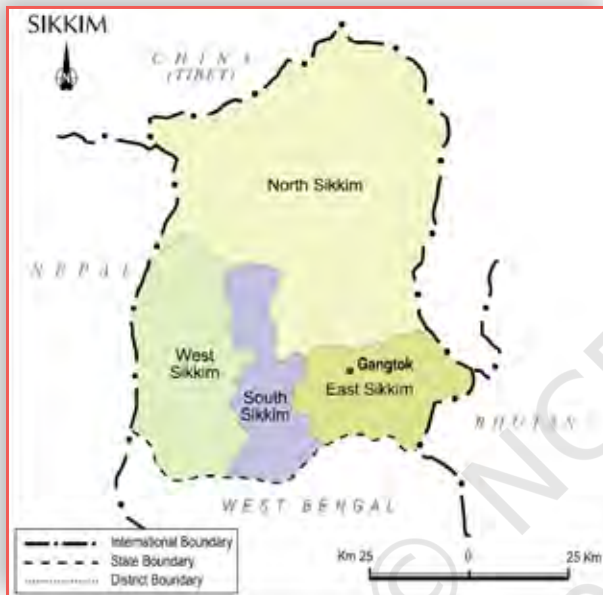 SIKKIM
N
CHINA
(TIBET)
North Sikkim
NEPAL
West
Sikkim
South
Sikkim
Gangtok
East Sikkim
BHUTAN
WEST BENGAL
International Boundary
State Boundary
District Boundary
Km 25 0 25 Km
©